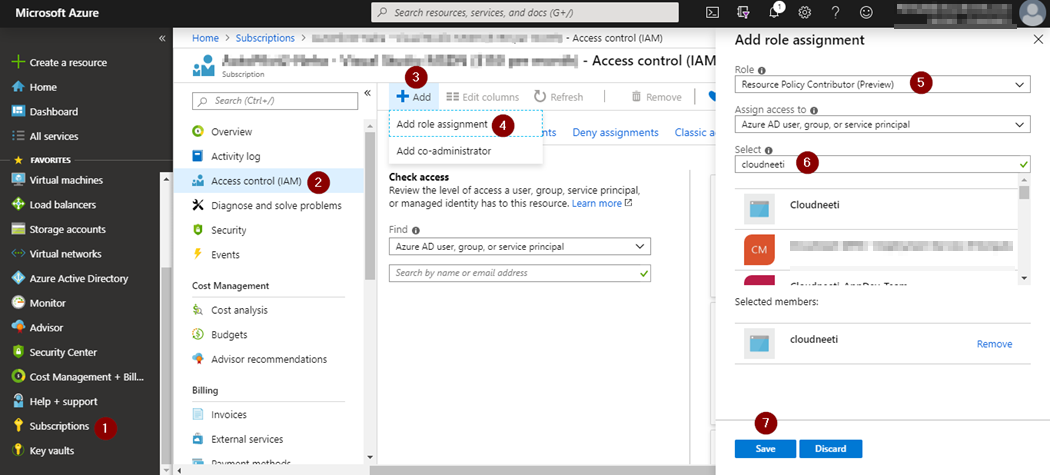 Microsoft Azure
Search resources, services, and docs (G+/)
1
«
Create a resource
Home
Dashboard
All services
FAVORITES
Virtual machines
Load balancers
Storage accounts
Virtual networks
Azure Active Directory
Monitor
Advisor
Security Center
Cost Management + Bill...
Help + support
Subscriptions 1
Key vaults
Home > Subscriptions > - Access control (IAM)
- Access control (IAM)
Subscription
Search (Ctrl+/) «
Overview
Activity log
Access control (IAM) 2
Diagnose and solve problems
Security
Events
Cost Management
Cost analysis
Budgets
Advisor recommendations
Billing
Invoices
External services
Payment methods
3
Add Edit columns Refresh Remove
Add role assignment 4
Add co-administrator
Deny assignments Classic a
Check access
Review the level of access a user, group, service principal,
or managed identity has to this resource. Learn more
Find
Azure AD user, group, or service principal
Search by name or email address
Add role assignment
Role
Resource Policy Contributor (Preview) 5
Assign access to
Azure AD user, group, or service principal
Select
cloudneeti 6
Cloudneeti
CM
Cloudneeti AppDev Team
Selected members:
cloudneeti
Remove
7
Save Discard